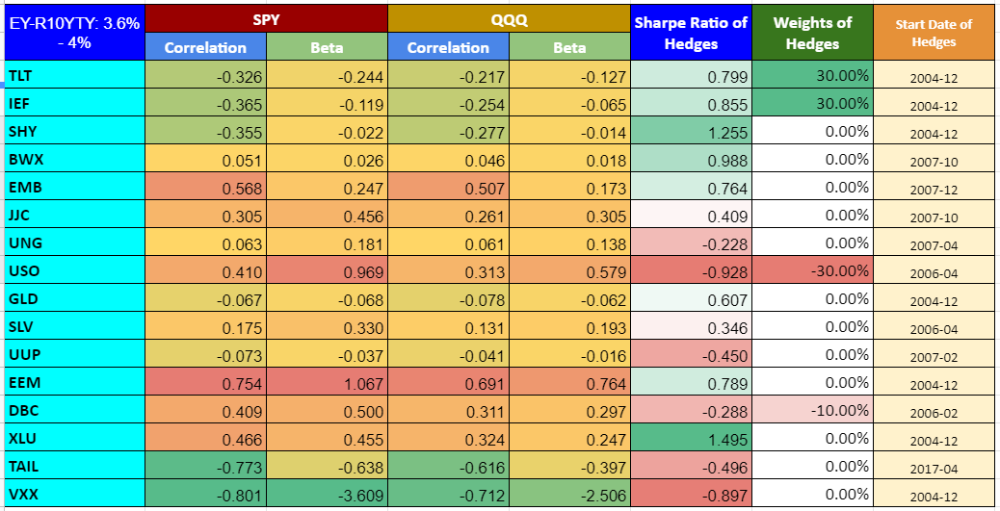 EY-R10YTY: 3.6% SPY QQQ Sharpe Ratio of Weights of Start Date of
- 4% Correlation Beta Correlation Beta Hedges Hedges Hedges
TLT -0.326 -0.244 -0.217 -0.127 0.799 30.00% 2004-12
IEF -0.365 -0.119 -0.254 -0.065 0.855 30.00% 2004-12
SHY -0.355 -0.022 -0.277 -0.014 1.255 0.00% 2004-12
BWX 0.051 0.026 0.046 0.018 0.988 0.00% 2007-10
EMB 0.568 0.247 0.507 0.173 0.764 0.00% 2007-12
JJC 0.305 0.456 0.261 0.305 0.409 0.00% 2007-10
UNG 0.063 0.181 0.061 0.138 -0.228 0.00% 2007-04
USO 0.410 0.969 0.313 0.579 -0.928 -30.00% 2006-04
GLD -0.067 -0.068 -0.078 -0.062 0.607 0.00% 2004-12
SLV 0.175 0.330 0.131 0.193 0.346 0.00% 2006-04
UUP -0.073 -0.037 -0.041 -0.016 -0.450 0.00% 2007-02
EEM 0.754 1.067 0.691 0.764 0.789 0.00% 2004-12
DBC 0.409 0.500 0.311 0.297 -0.288 -10.00% 2006-02
XLU 0.466 0.455 0.324 0.247 1.495 0.00% 2004-12
TAIL -0.773 -0.638 -0.616 -0.397 -0.496 0.00% 2017-04
VXX -0.801 -3.609 -0.712 -2.506 -0.897 0.00% 2004-12